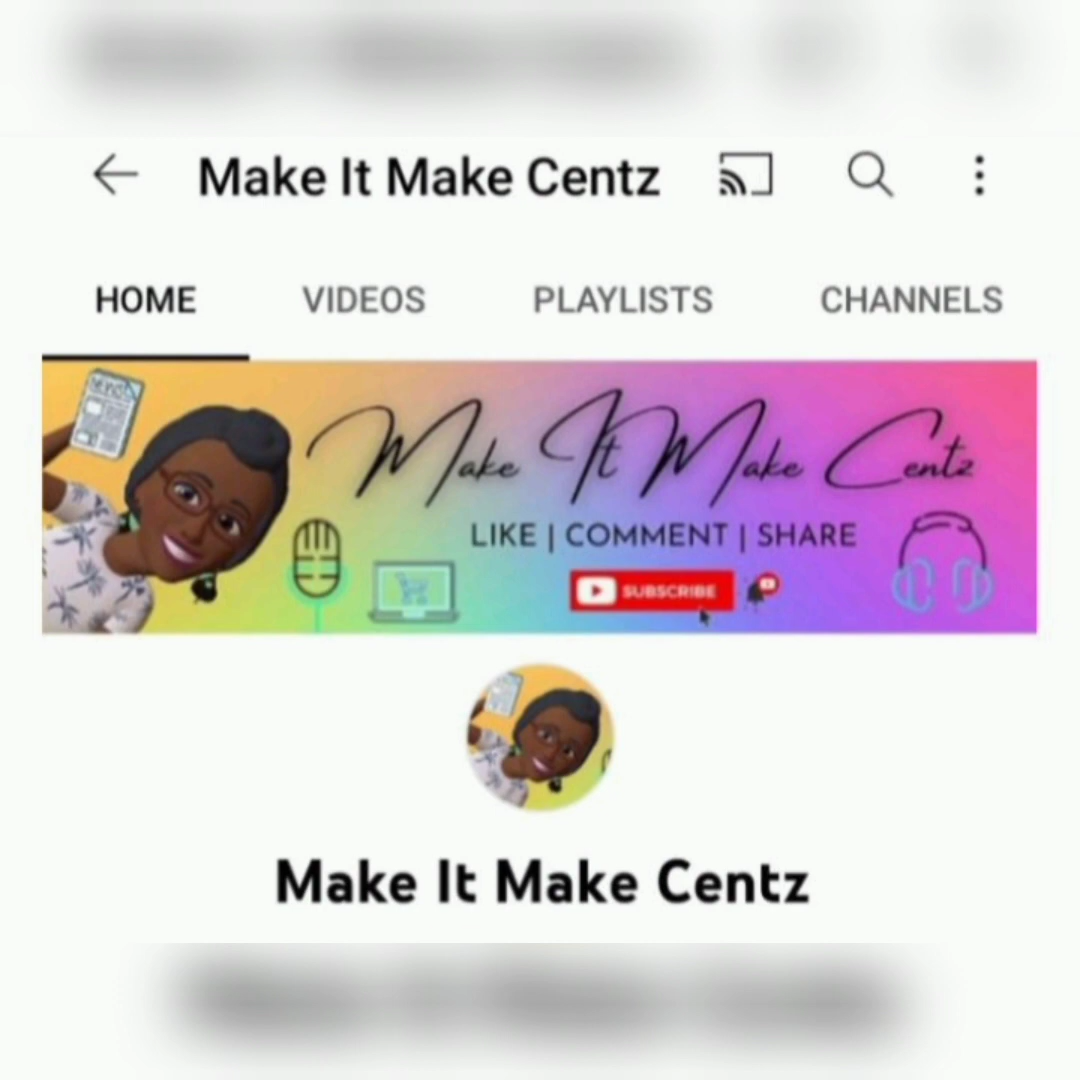 Make It Make Centz
HOME VIDEOS PLAYLISTS CHANNELS
NEWS
Make It Make Centz
LIKE | COMMENT | SHARE
SUBSCRIBE
Make It Make Centz